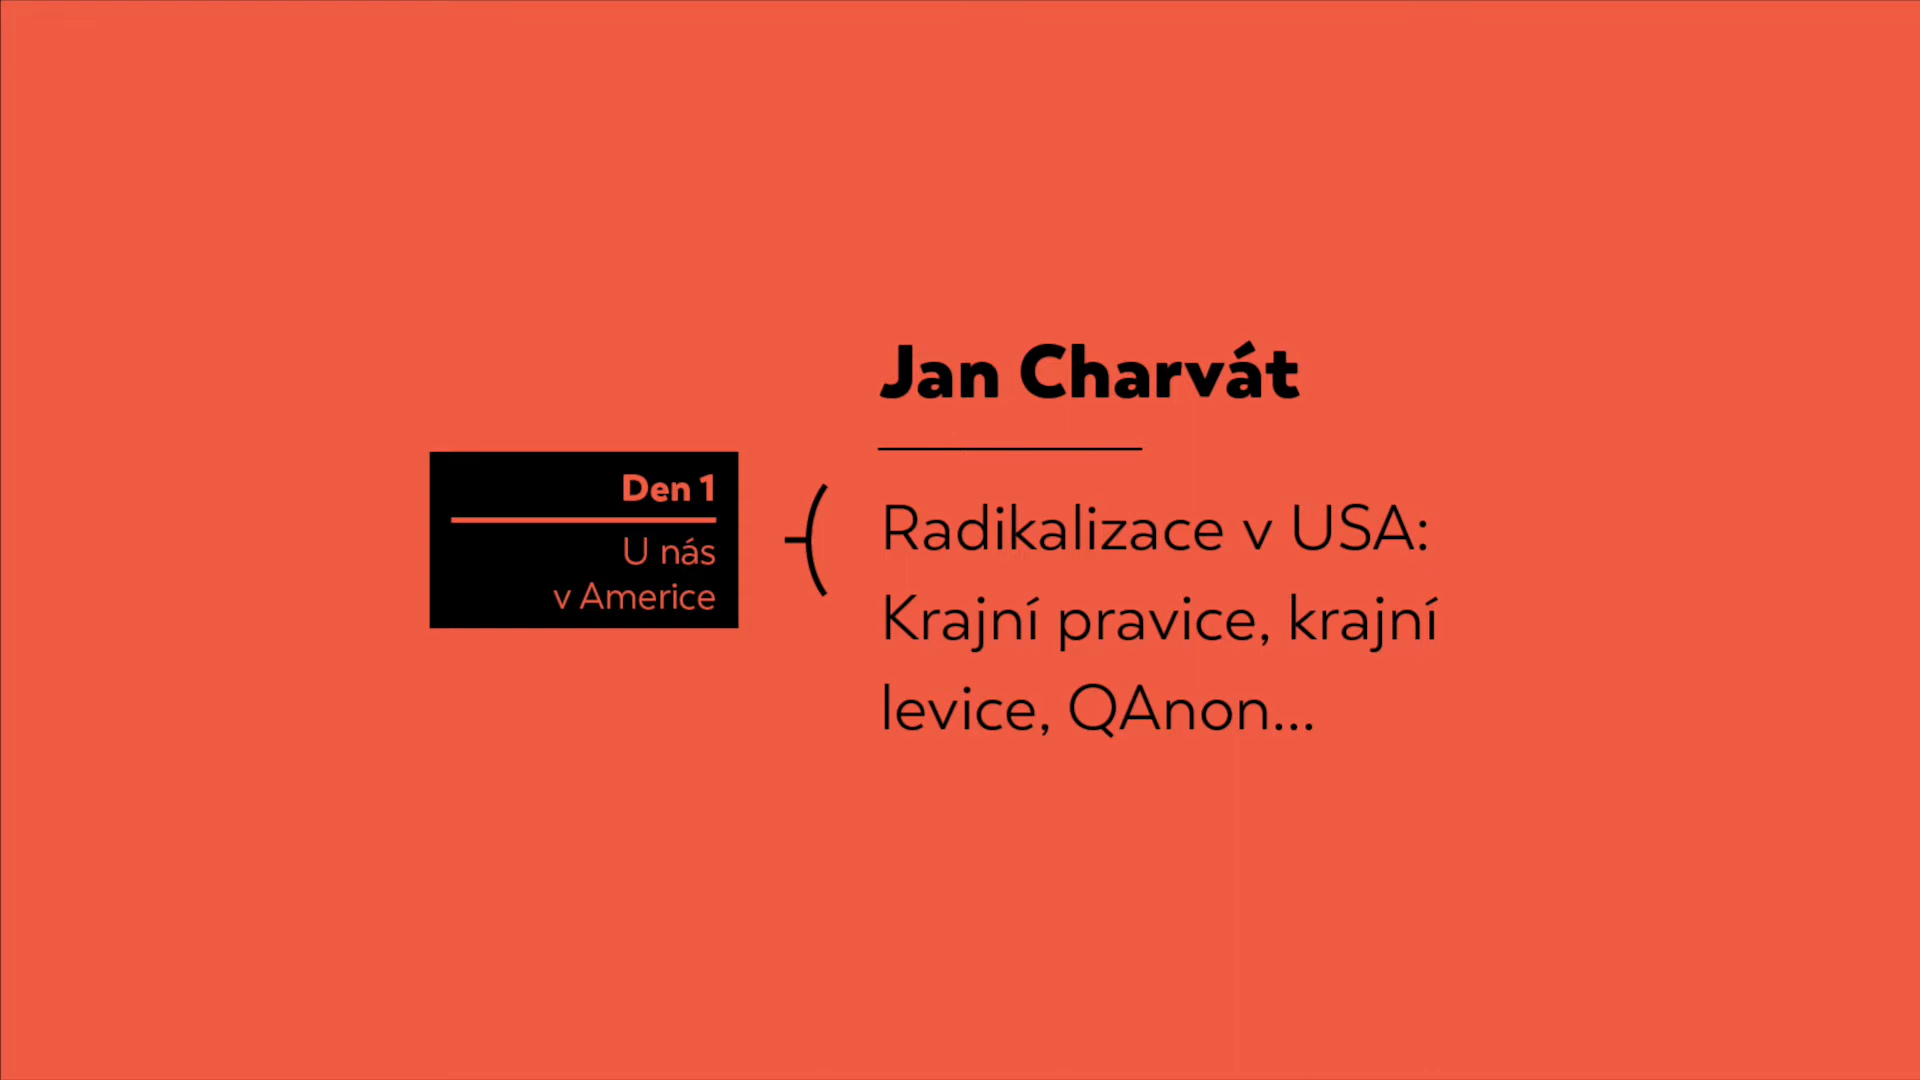 Den 1
U nás
v Americe
Jan Charvát
Radikalizace v USA:
Krajní pravice, krajní
levice, QAnon...